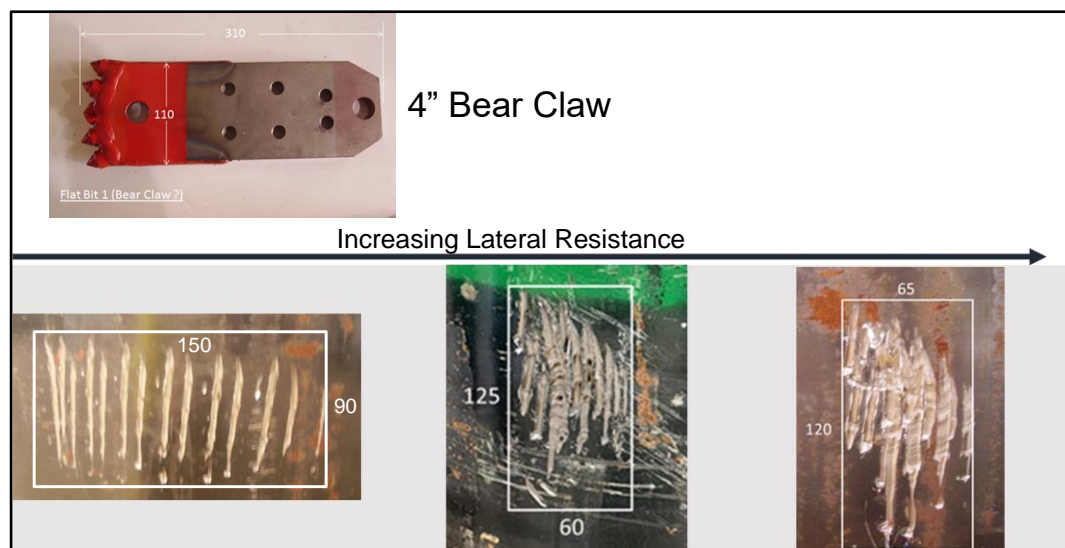 310
4” Bear Claw
110
Flat Bit 1 (Bear Claw ?)
Increasing Lateral Resistance
150
90
125
60
65
120